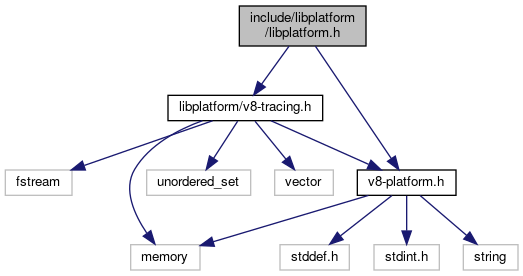 include/libplatform
/libplatform.h
libplatform/v8-tracing.h
fstream
unordered_set
vector
v8-platform.h
memory
stddef.h
stdint.h
string